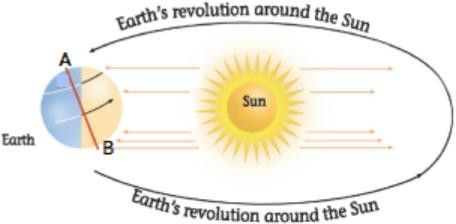 Earth's revolution around the Sun
A
Sun
Earth
B
Earth's revolution around the Sun